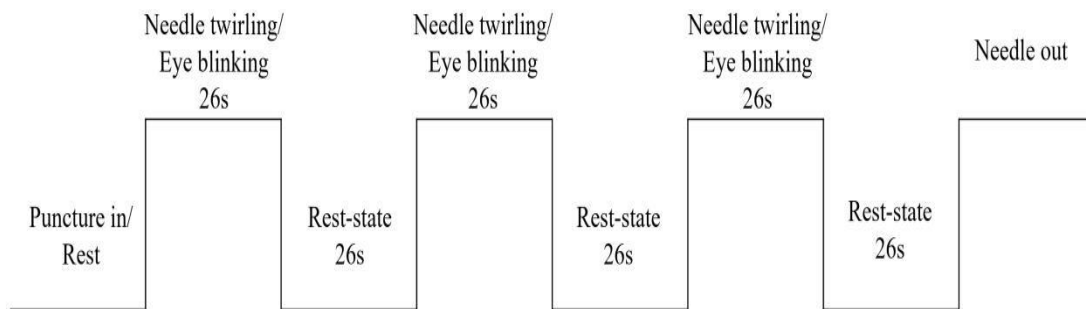 Needle twirling/
Eye blinking
26s
Needle twirling/
Eye blinking
26s
Needle twirling/
Eye blinking
26s
Needle out
Puncture in/
Rest
Rest-state
26s
Rest-state
26s
Rest-state
26s